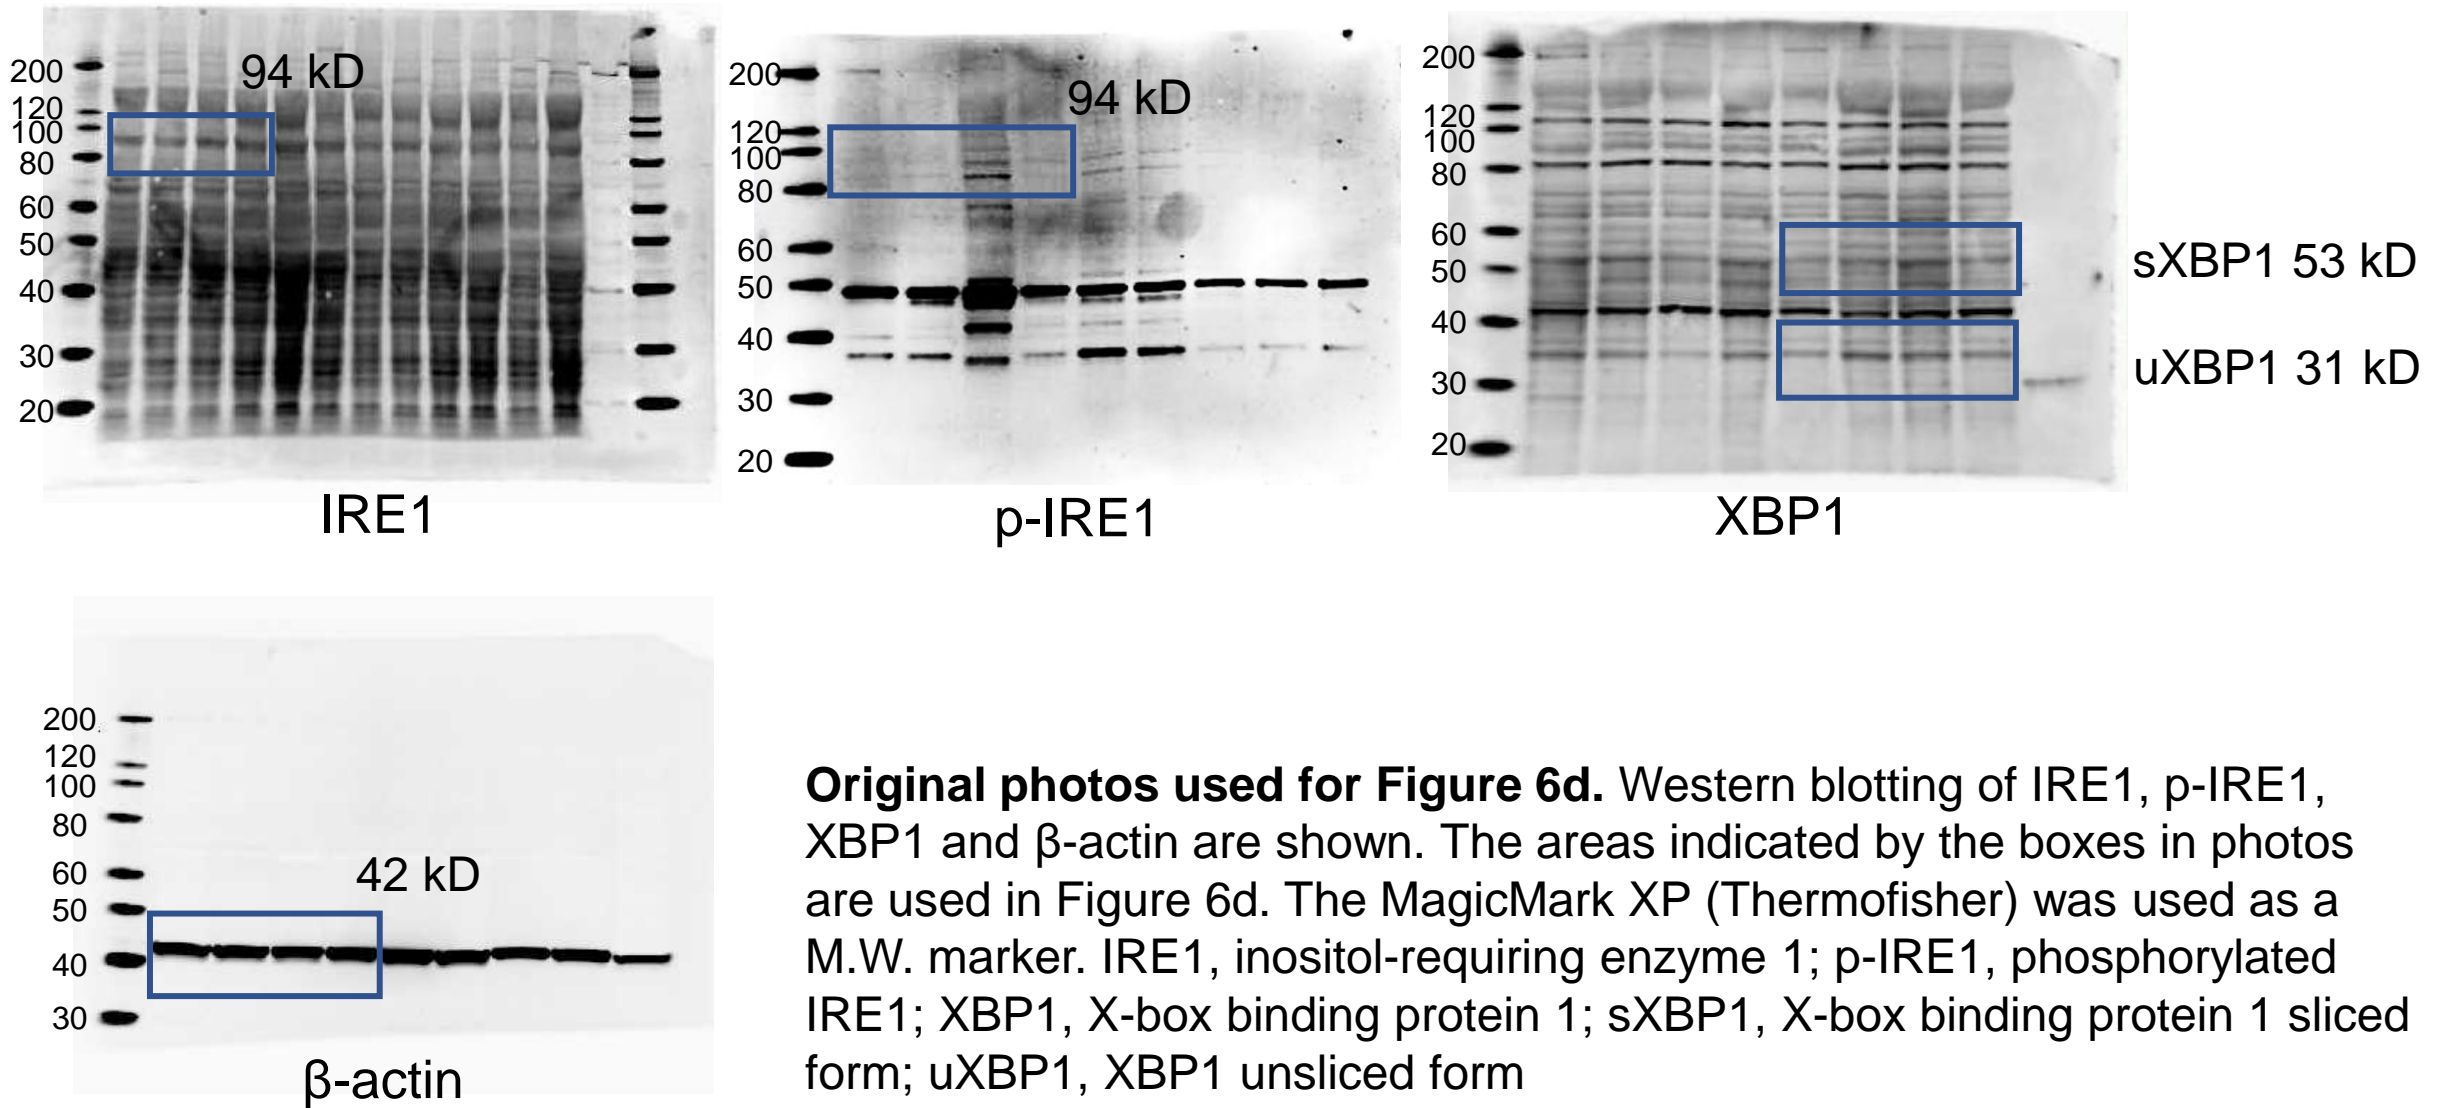 94 kD
200
120
100
80
60
50
40
30
20
IRE1
94 kD
200
120
100
80
60
50
40
30
20
p-IRE1
200
120
100
80
60
50
40
30
20
sXBP1 53 kD
uXBP1 31 kD
XBP1
200
120
100
80
60
50
40
30
42 kD
β-actin
Original photos used for Figure 6d. Western blotting of IRE1, p-IRE1,
XBP1 and β-actin are shown. The areas indicated by the boxes in photos
are used in Figure 6d. The MagicMark XP (Thermofisher) was used as a
M.W. marker. IRE1, inositol-requiring enzyme 1; p-IRE1, phosphorylated
IRE1; XBP1, X-box binding protein 1; sXBP1, X-box binding protein 1 sliced
form; uXBP1, XBP1 unsliced form